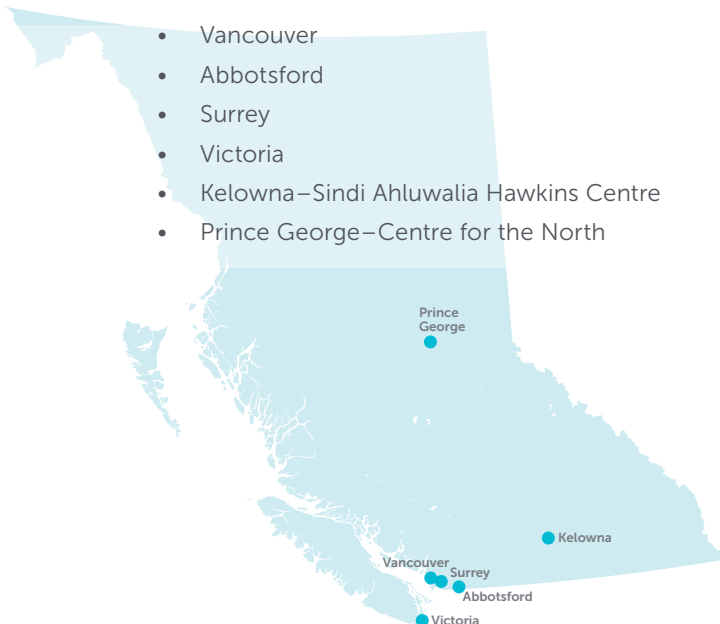 • Vancouver
• Abbotsford
• Surrey
• Victoria
• Kelowna–Sindi Ahluwalia Hawkins Centre
• Prince George–Centre for the North
Prince
George
Kelowna
Vancouver
Surrey
Abbotsford
Victoria